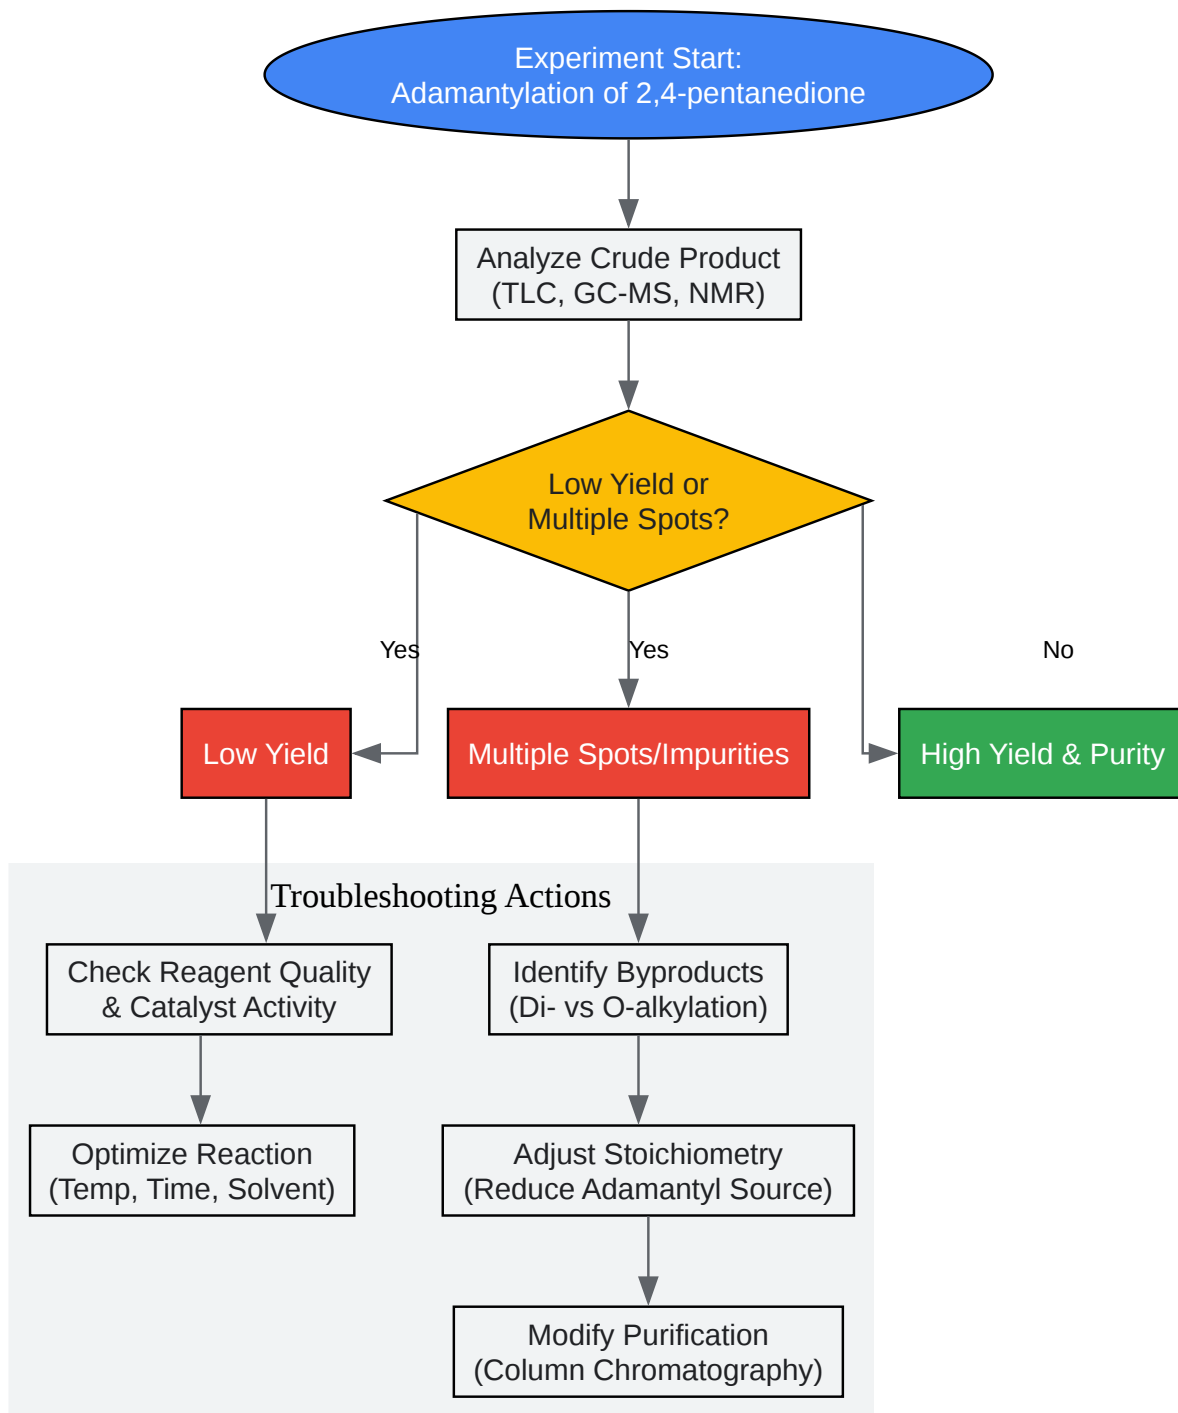 Experiment Start:
Adamantylation of 2,4-pentanedione
Analyze Crude Product
(TLC, GC-MS, NMR)
Low Yield or
Multiple Spots?
Yes
Yes
No
Low Yield
Multiple Spots/Impurities
High Yield & Purity
Troubleshooting Actions
Check Reagent Quality
& Catalyst Activity
Identify Byproducts
(Di- vs O-alkylation)
Optimize Reaction
(Temp, Time, Solvent)
Adjust Stoichiometry
(Reduce Adamantyl Source)
Modify Purification
(Column Chromatography)